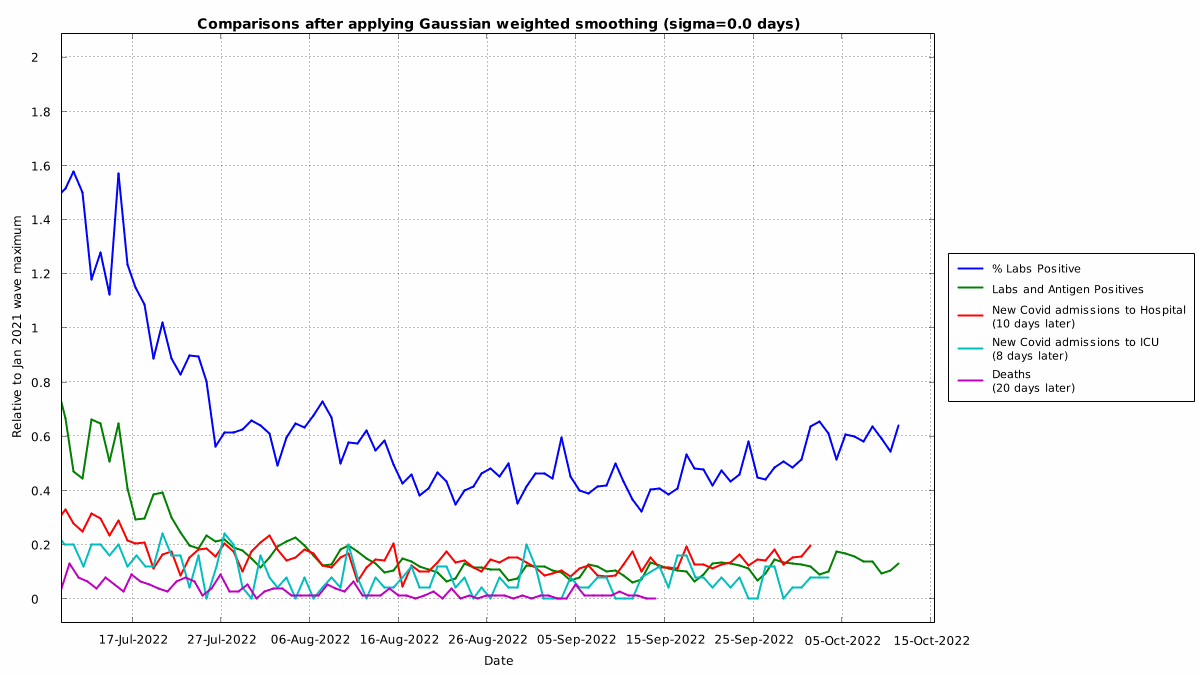 Comparisons after applying Gaussian weighted smoothing (sigma=0.0 days)
Relative to Jan 2021 wave maximum
2
1.8
1.6
1.4
1.2
1
0.8
0.6
0.4
0.2
0
17-Jul-2022 27-Jul-2022 06-Aug-2022 16-Aug-2022 26-Aug-2022 05-Sep-2022 15-Sep-2022 25-Sep-2022 05-Oct-2022 15-Oct-2022
Date
% Labs Positive
Labs and Antigen Positives
New Covid admissions to Hospital
(10 days later)
New Covid admissions to ICU
(8 days later)
Deaths
(20 days later)